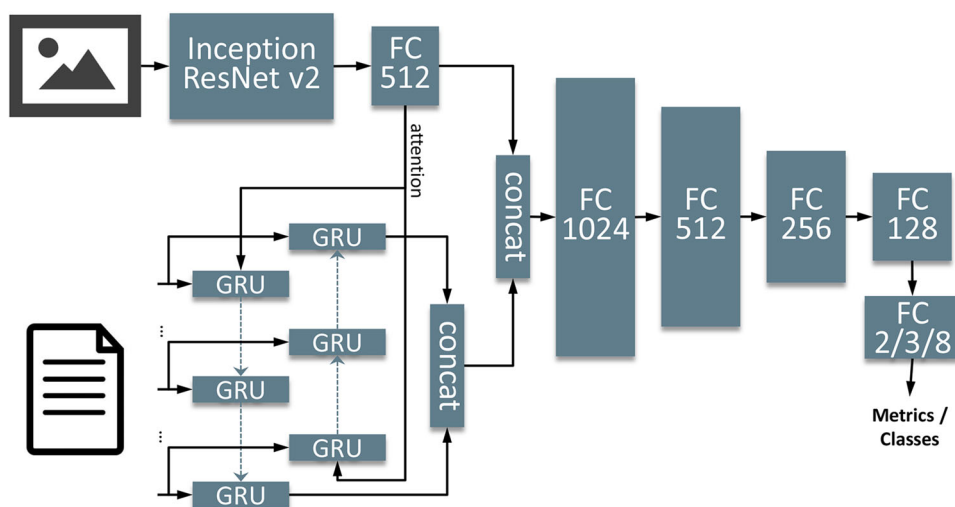 Inception
ResNet v2
FC
512
attention
concat
FC
1024
FC
512
FC
256
FC
128
FC
2/3/8
Metrics /
Classes
GRU
GRU
...
GRU
GRU
...
GRU
GRU
concat